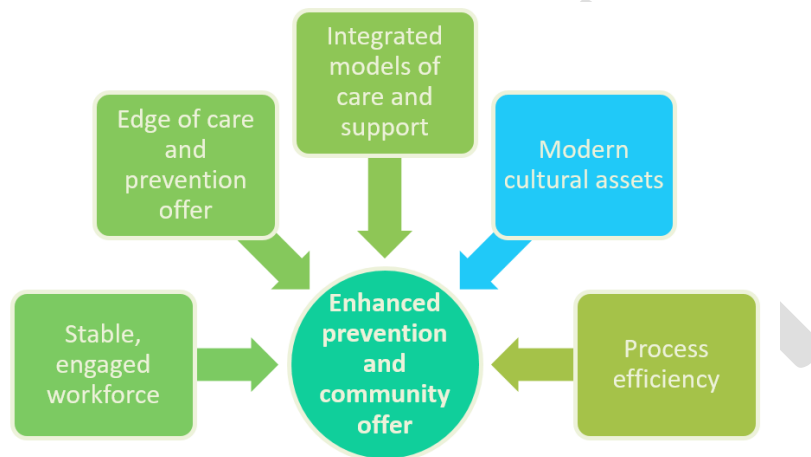 Integrated
models of
care and
support
Edge of care
and
prevention
offer
Modern
cultural assets
Stable,
engaged
workforce
Enhanced
prevention
and
community
offer
Process
efficiency